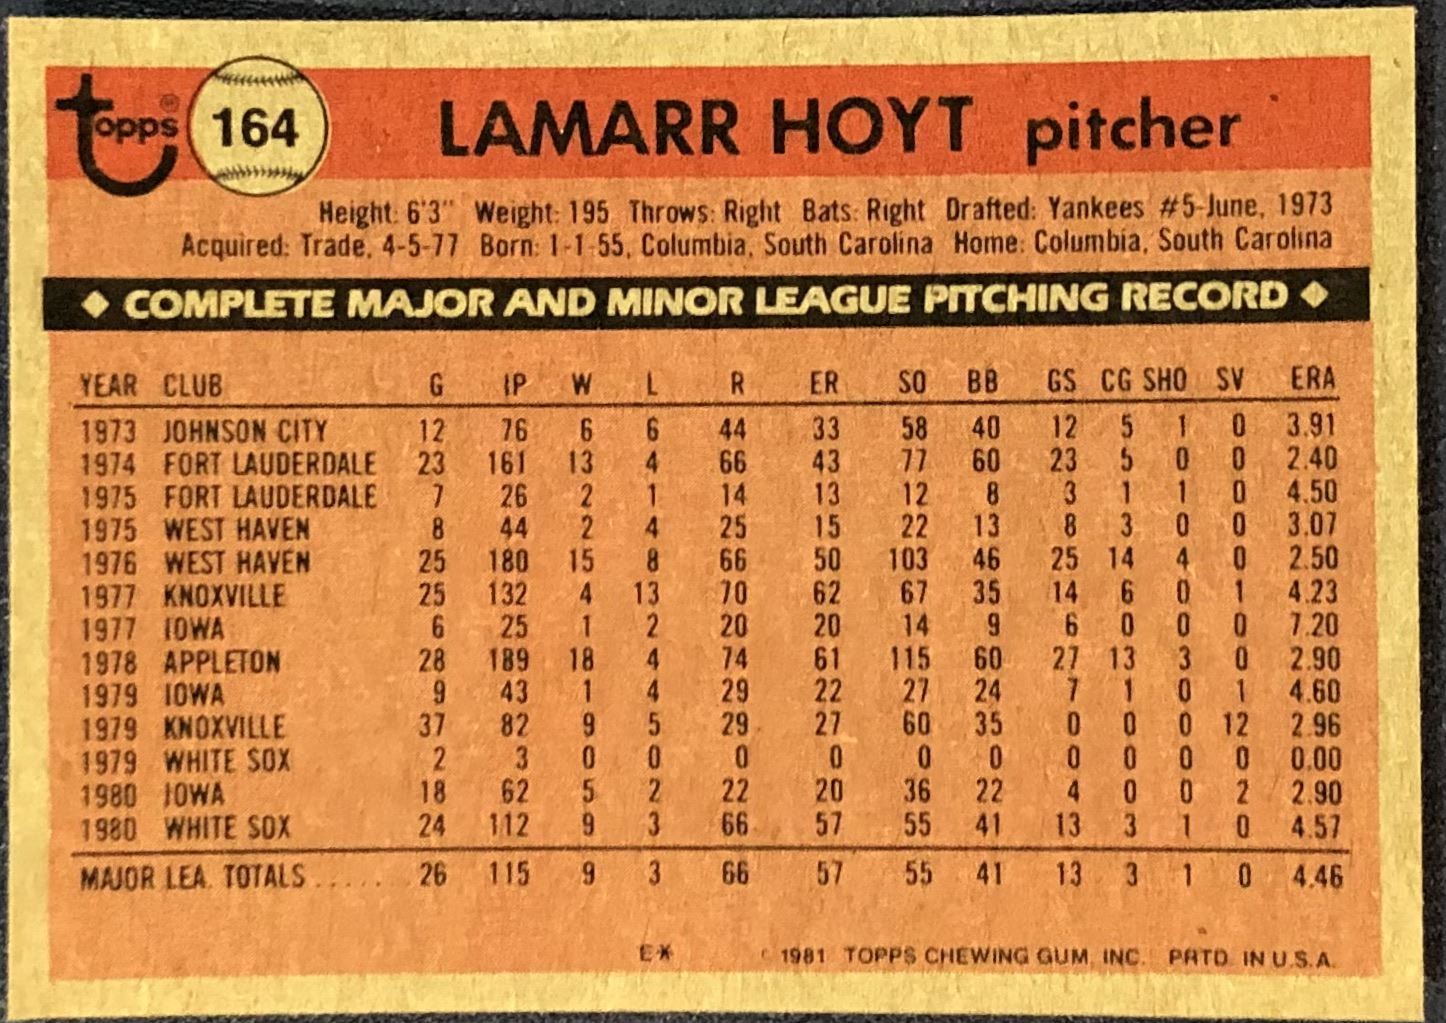 Topps® 164 LAMARR HOYT pitcher
Height: 6'3" Weight: 195 Throws: Right Bats: Right Drafted: Yankees #5-June, 1973
Acquired: Trade, 4-5-77 Born: 1-1-55, Columbia, South Carolina Home: Columbia, South Carolina
◆ COMPLETE MAJOR AND MINOR LEAGUE PITCHING RECORD ◆
YEAR CLUB G IP W L R ER SO BB GS CG SHO SV ERA
1973 JOHNSON CITY 12 76 6 6 44 33 58 40 12 5 1 0 3.91
1974 FORT LAUDERDALE 23 161 13 4 66 43 77 60 23 5 0 0 2.40
1975 FORT LAUDERDALE 7 26 2 1 14 13 12 8 3 1 1 0 4.50
1975 WEST HAVEN 8 44 2 4 25 15 22 13 8 3 0 0 3.07
1976 WEST HAVEN 25 180 15 8 66 50 103 46 25 14 4 0 2.50
1977 KNOXVILLE 25 132 4 13 70 62 67 35 14 6 0 1 4.23
1977 IOWA 6 25 1 2 20 20 14 9 6 0 0 0 7.20
1978 APPLETON 28 189 18 4 74 61 115 60 27 13 3 0 2.90
1979 IOWA 9 43 1 4 29 22 27 24 7 1 0 1 4.60
1979 KNOXVILLE 37 82 9 5 29 27 60 35 0 0 0 12 2.96
1979 WHITE SOX 2 3 0 0 0 0 0 0 0 0 0 0 0.00
1980 IOWA 18 62 5 2 22 20 36 22 4 0 0 2 2.90
1980 WHITE SOX 24 112 9 3 66 57 55 41 13 3 1 0 4.57
MAJOR LEA. TOTALS ...... 26 115 9 3 66 57 55 41 13 3 1 0 4.46
E* © 1981 TOPPS CHEWING GUM, INC. PRTD. IN U.S.A.